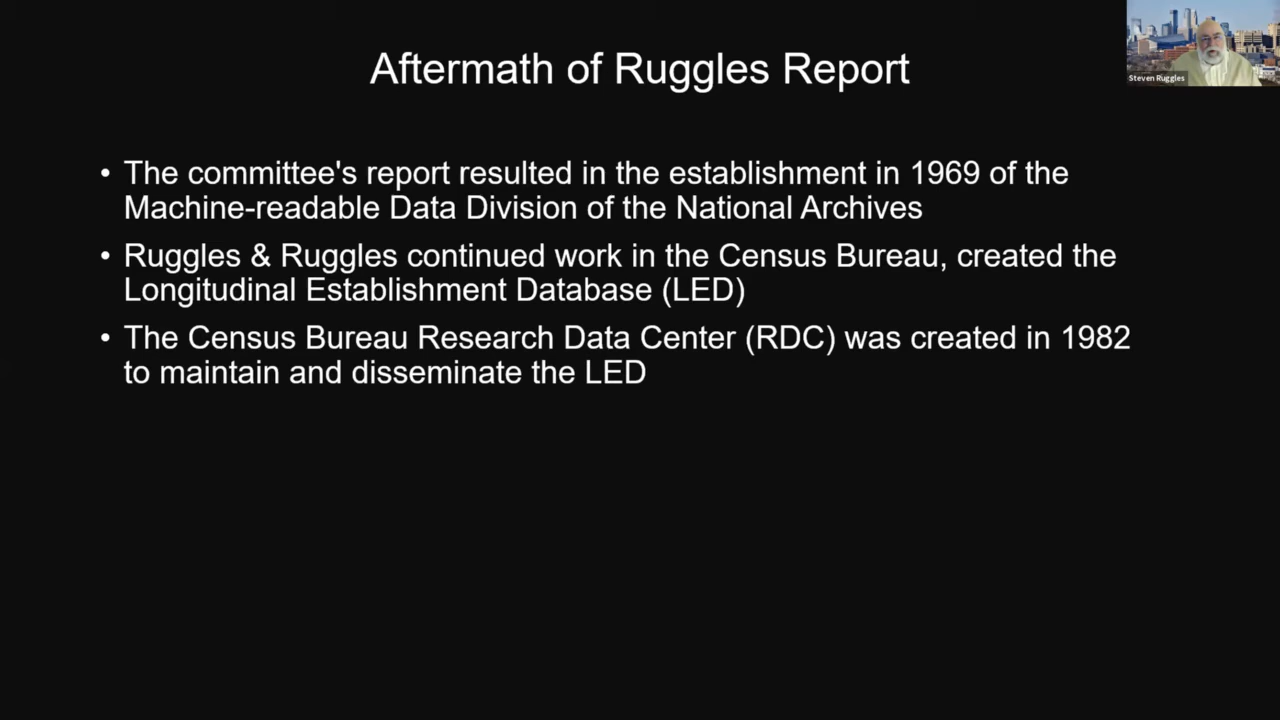 Aftermath of Ruggles Report
Steven Ruggles
• The committee's report resulted in the establishment in 1969 of the
Machine-readable Data Division of the National Archives
• Ruggles & Ruggles continued work in the Census Bureau, created the
Longitudinal Establishment Database (LED)
• The Census Bureau Research Data Center (RDC) was created in 1982
to maintain and disseminate the LED